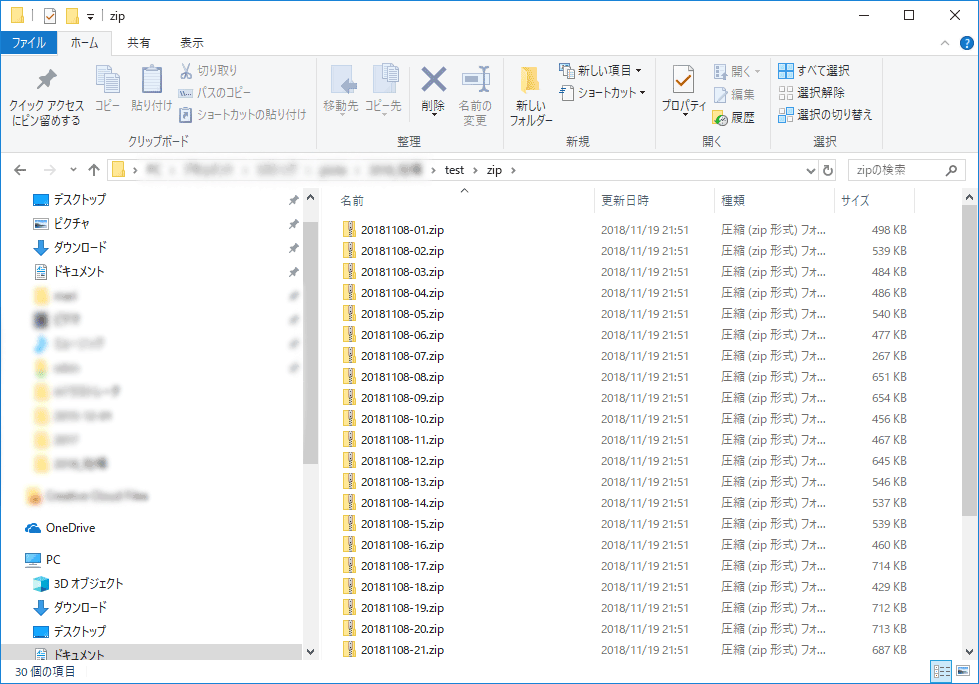 zip
ファイル ホーム 共有 表示
クイック アクセス
にピン留めする
コピー
貼り付け
切り取り
パスのコピー
ショートカットの貼り付け
クリップボード
移動先
コピー先
削除
名前の
変更
整理
新しい
フォルダー
新しい項目
ショートカット
新規
プロパティ
開く
編集
履歴
開く
すべて選択
選択解除
選択の切り替え
選択
test zip
zipの検索
デスクトップ
ピクチャ
ダウンロード
ドキュメント
Creative Cloud Files
OneDrive
PC
3D オブジェクト
ダウンロード
デスクトップ
ドキュメント
名前 更新日時 種類 サイズ
20181108-01.zip 2018/11/19 21:51 圧縮 (zip 形式) フォ... 498 KB
20181108-02.zip 2018/11/19 21:51 圧縮 (zip 形式) フォ... 539 KB
20181108-03.zip 2018/11/19 21:51 圧縮 (zip 形式) フォ... 484 KB
20181108-04.zip 2018/11/19 21:51 圧縮 (zip 形式) フォ... 486 KB
20181108-05.zip 2018/11/19 21:51 圧縮 (zip 形式) フォ... 540 KB
20181108-06.zip 2018/11/19 21:51 圧縮 (zip 形式) フォ... 477 KB
20181108-07.zip 2018/11/19 21:51 圧縮 (zip 形式) フォ... 267 KB
20181108-08.zip 2018/11/19 21:51 圧縮 (zip 形式) フォ... 651 KB
20181108-09.zip 2018/11/19 21:51 圧縮 (zip 形式) フォ... 654 KB
20181108-10.zip 2018/11/19 21:51 圧縮 (zip 形式) フォ... 456 KB
20181108-11.zip 2018/11/19 21:51 圧縮 (zip 形式) フォ... 467 KB
20181108-12.zip 2018/11/19 21:51 圧縮 (zip 形式) フォ... 645 KB
20181108-13.zip 2018/11/19 21:51 圧縮 (zip 形式) フォ... 546 KB
20181108-14.zip 2018/11/19 21:51 圧縮 (zip 形式) フォ... 537 KB
20181108-15.zip 2018/11/19 21:51 圧縮 (zip 形式) フォ... 539 KB
20181108-16.zip 2018/11/19 21:51 圧縮 (zip 形式) フォ... 460 KB
20181108-17.zip 2018/11/19 21:51 圧縮 (zip 形式) フォ... 714 KB
20181108-18.zip 2018/11/19 21:51 圧縮 (zip 形式) フォ... 429 KB
20181108-19.zip 2018/11/19 21:51 圧縮 (zip 形式) フォ... 712 KB
20181108-20.zip 2018/11/19 21:51 圧縮 (zip 形式) フォ... 713 KB
20181108-21.zip 2018/11/19 21:51 圧縮 (zip 形式) フォ... 687 KB
30 個の項目